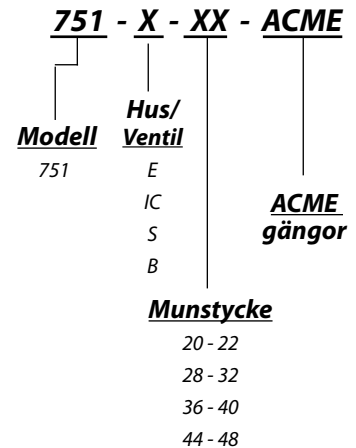 751 - X - XX - ACME
Hus/
Ventil
E
IC
S
B
Modell
751
ACME
gängor
Munstycke
20 - 22
28 - 32
36 - 40
44 - 48